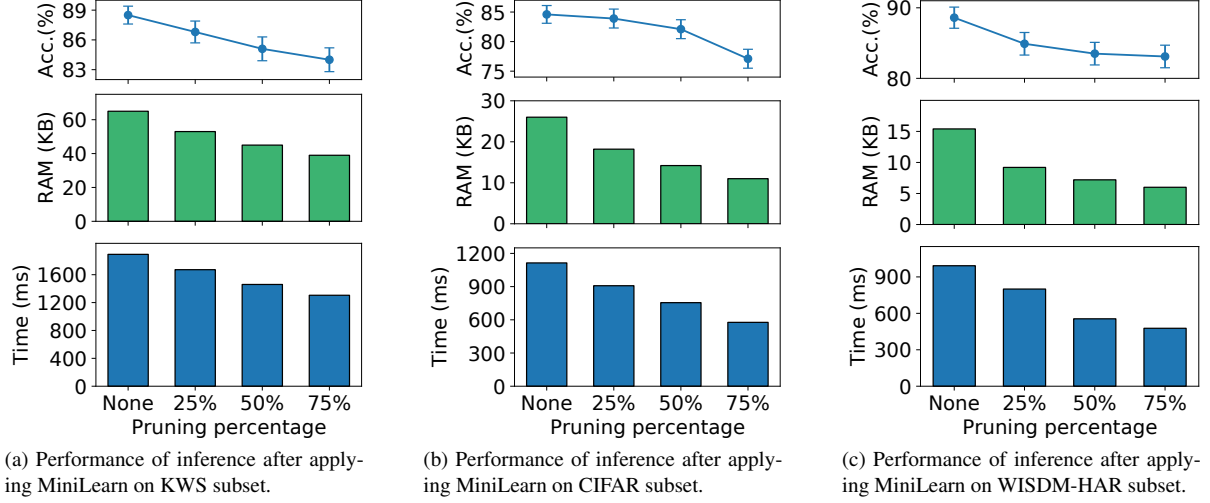 Acc.(%)
89
86
83
RAM (KB)
60
40
20
0
Time (ms)
1600
1200
800
400
0
None 25% 50% 75%
Pruning percentage
(a) Performance of inference after apply-
ing MiniLearn on KWS subset.
Acc.(%)
85
80
75
RAM (KB)
30
20
10
0
Time (ms)
1200
900
600
300
0
None 25% 50% 75%
Pruning percentage
(b) Performance of inference after apply-
ing MiniLearn on CIFAR subset.
Acc.(%)
90
80
RAM (KB)
15
10
5
0
Time (ms)
900
600
300
0
None 25% 50% 75%
Pruning percentage
(c) Performance of inference after apply-
ing MiniLearn on WISDM-HAR subset.